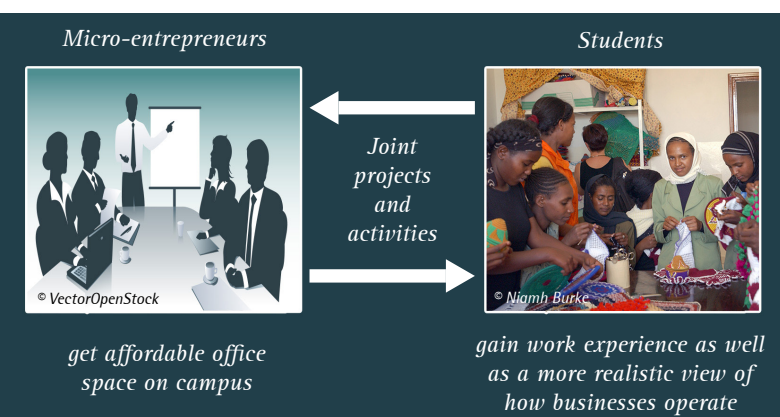 Micro-entrepreneurs
Students
Joint
projects
and
activities
© VectorOpenStock
© Niamh Burke
get affordable office
space on campus
gain work experience as well
as a more realistic view of
how businesses operate